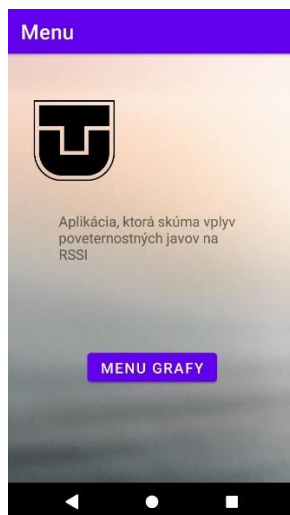 Menu
Aplikácia, ktorá skúma vplyv
poveternostných javov na
RSSI
MENU GRAFY